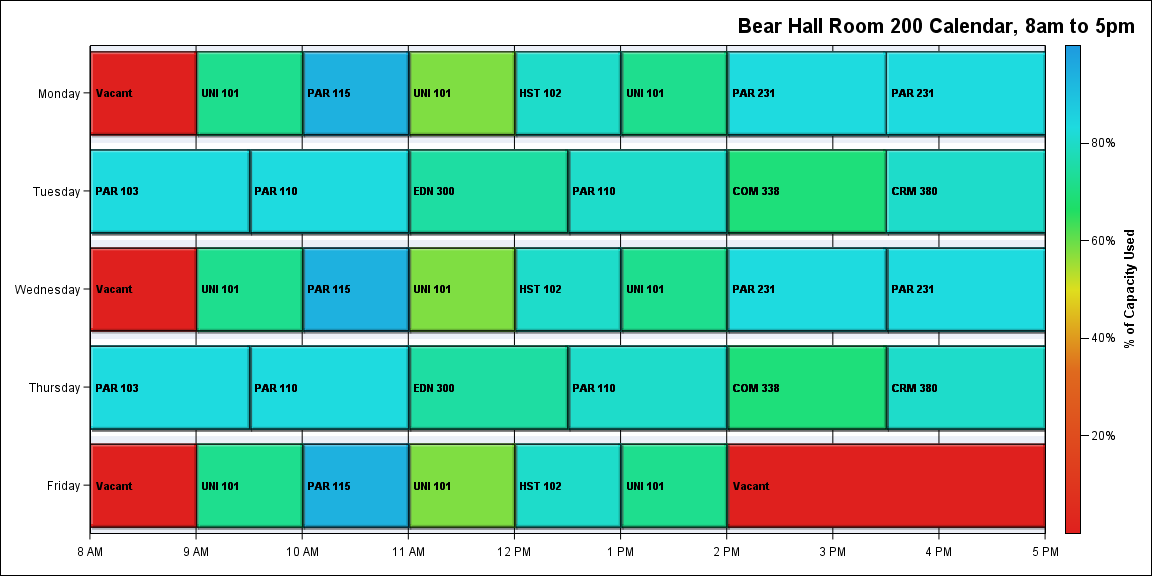 Bear Hall Room 200 Calendar, 8am to 5pm
Monday
Vacant
UNI 101
PAR 115
UNI 101
HST 102
UNI 101
PAR 231
PAR 231
Tuesday
PAR 103
PAR 110
EDN 300
PAR 110
COM 338
CRM 380
Wednesday
Vacant
UNI 101
PAR 115
UNI 101
HST 102
UNI 101
PAR 231
PAR 231
Thursday
PAR 103
PAR 110
EDN 300
PAR 110
COM 338
CRM 380
Friday
Vacant
UNI 101
PAR 115
UNI 101
HST 102
UNI 101
Vacant
8 AM
9 AM
10 AM
11 AM
12 PM
1 PM
2 PM
3 PM
4 PM
5 PM
80%
60%
40%
20%
% of Capacity Used